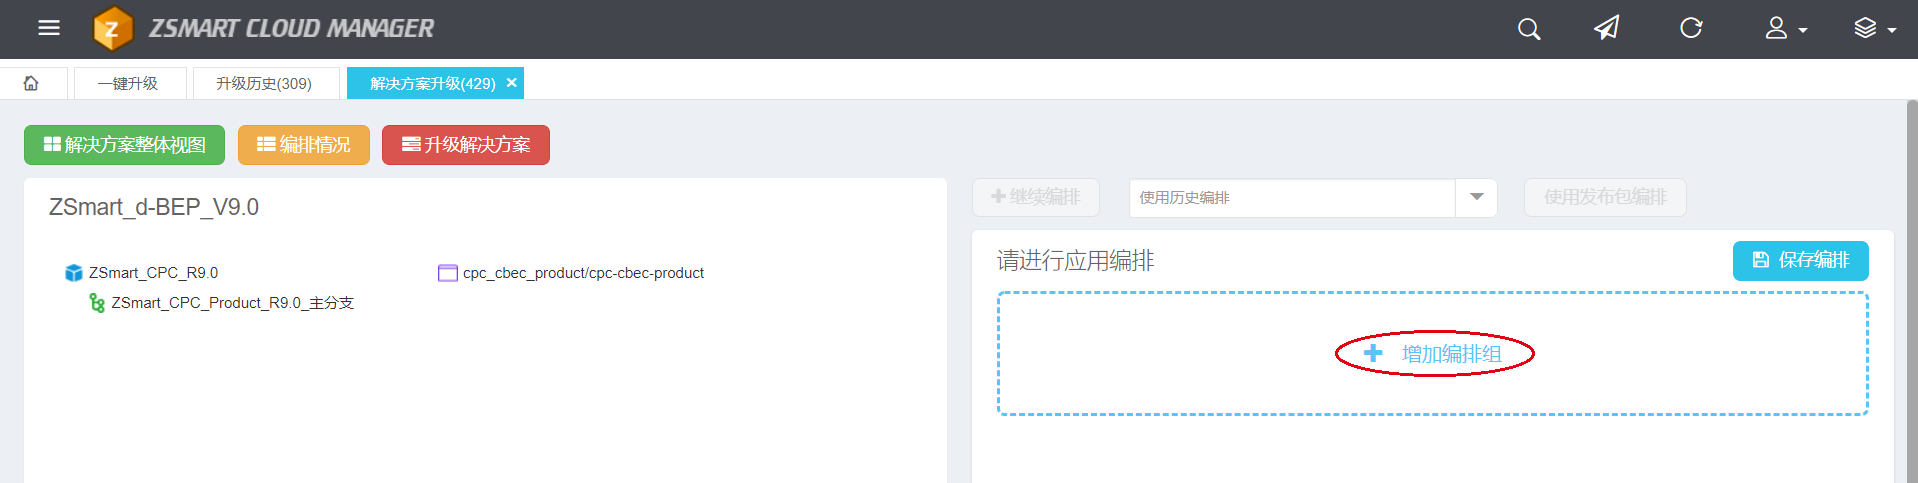 ZSMART CLOUD MANAGER
一键升级
升级历史(309)
解决方案升级(429)
解决方案整体视图
编排情况
升级解决方案
ZSmart_d-BEP_V9.0
ZSmart_CPC_R9.0
cpc_cbec_product/cpc-cbec-product
ZSmart_CPC_Product_R9.0_主分支
继续编排
使用历史编排
使用发布包编排
请进行应用编排
保存编排
增加编排组